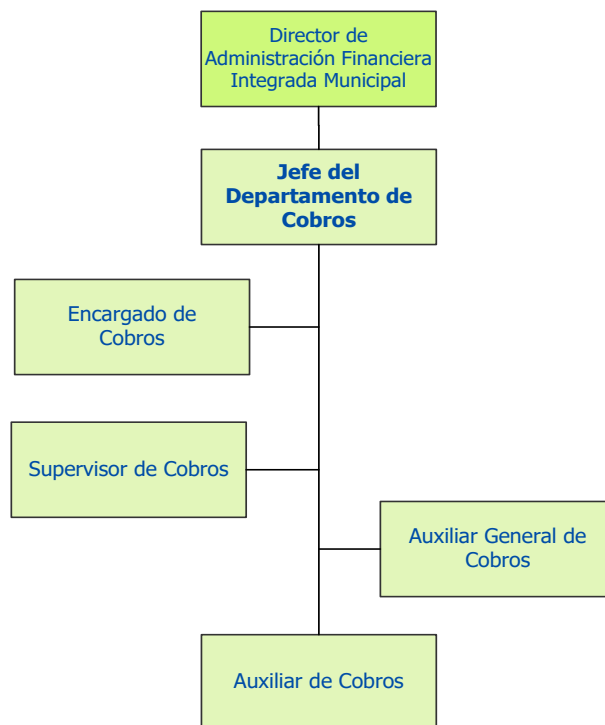 Director de
Administración Financiera
Integrada Municipal
Jefe del
Departamento de
Cobros
Encargado de
Cobros
Supervisor de Cobros
Auxiliar General de
Cobros
Auxiliar de Cobros